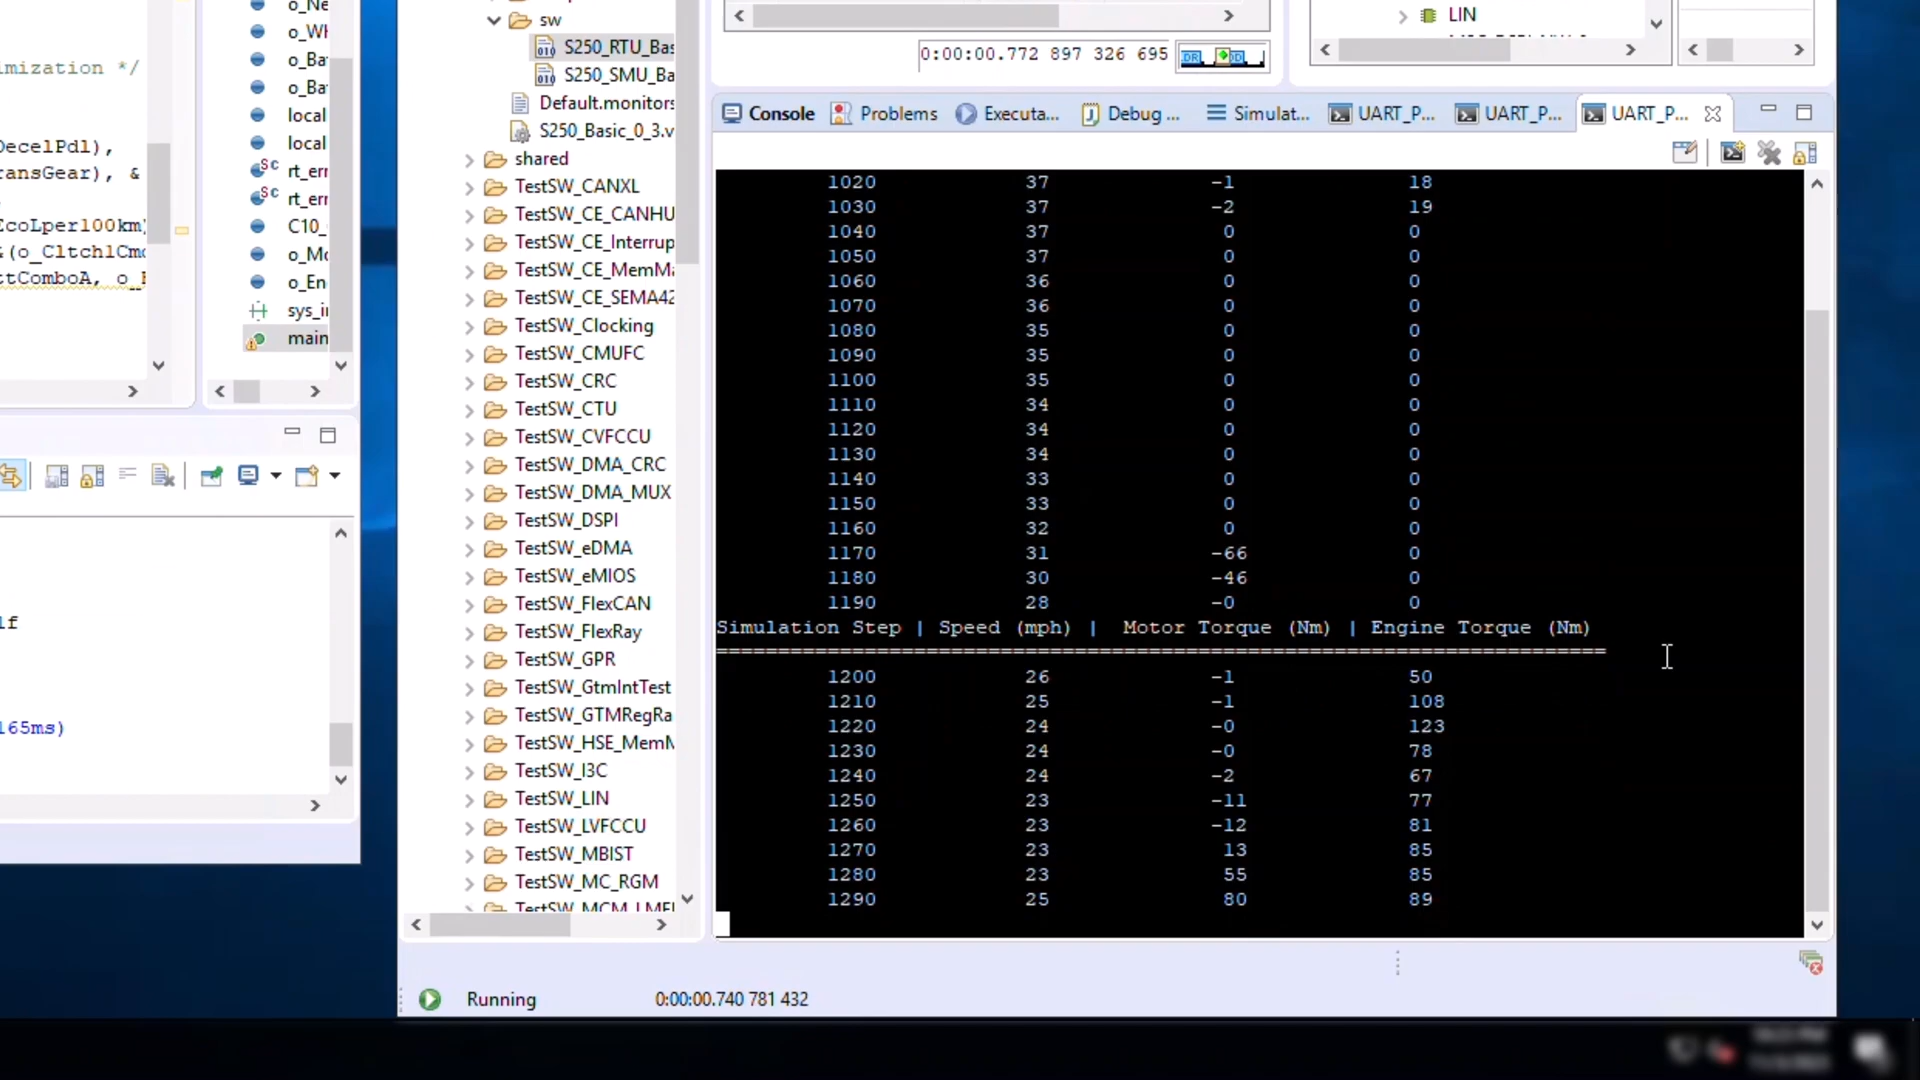 o_Ne
o_Wh
o_Bat
o_Bat
local
local
rt_err
rt_err
C10_
o_Mo
o_En
sys_in
main
imization */
DecelPdl),
ransGear), &
EcoLper100km)
&(o_Cltch1Cmd
ttComboA, o_
lf
165ms)
sw
S250_RTU_Bas
S250_SMU_Ba
Default.monitors
S250_Basic_0_3.v
shared
TestSW_CANXL
TestSW_CE_CANHU
TestSW_CE_Interrup
TestSW_CE_MemMa
TestSW_CE_SEMA42
TestSW_Clocking
TestSW_CMUFC
TestSW_CRC
TestSW_CTU
TestSW_CVFCCU
TestSW_DMA_CRC
TestSW_DMA_MUX
TestSW_DSPI
TestSW_eDMA
TestSW_eMIOS
TestSW_FlexCAN
TestSW_FlexRay
TestSW_GPR
TestSW_GtmIntTest
TestSW_GTMRegRa
TestSW_HSE_MemM
TestSW_I3C
TestSW_LIN
TestSW_LVFCCU
TestSW_MBIST
TestSW_MC_RGM
0:00:00.772 897 326 695
LIN
Console Problems Executa... Debug ... Simulat... UART_P... UART_P... UART_P...
1020 37 -1 18
1030 37 -2 19
1040 37 0 0
1050 37 0 0
1060 36 0 0
1070 36 0 0
1080 35 0 0
1090 35 0 0
1100 35 0 0
1110 34 0 0
1120 34 0 0
1130 34 0 0
1140 33 0 0
1150 33 0 0
1160 32 0 0
1170 31 -66 0
1180 30 -46 0
1190 28 -0 0
Simulation Step | Speed (mph) | Motor Torque (Nm) | Engine Torque (Nm)
========================================================================
1200 26 -1 50
1210 25 -1 108
1220 24 -0 123
1230 24 -0 78
1240 24 -2 67
1250 23 -11 77
1260 23 -12 81
1270 23 13 85
1280 23 55 85
1290 25 80 89
Running 0:00:00.740 781 432